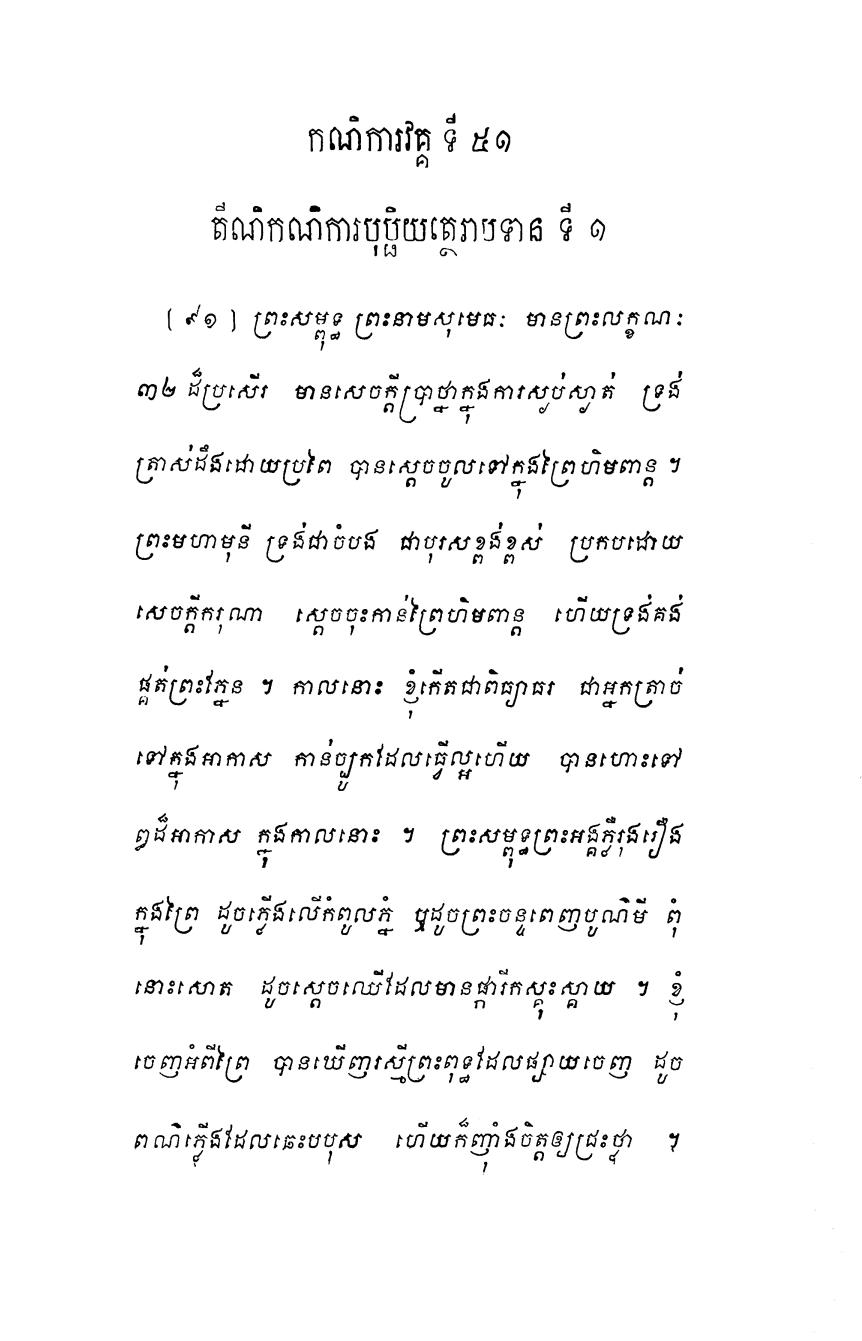 កណិការវគ្គ ទី ៥១
តីណិកណិការបុប្ផិយត្ថេរាបទាន ទី ១
[ ៩១ ] ព្រះសម្ពុទ្ធ ព្រះនាមសុមេធៈ មានព្រះលក្ខណៈ
៣២ ដ៏ប្រសើរ មានសេចក្តីប្រាថ្នាក្នុងការស្ងប់ស្ងាត់ ទ្រង់
ត្រាស់ដឹងដោយប្រពៃ បានស្តេចចូលទៅក្នុងព្រៃហិមពាន្ត ។
ព្រះមហាមុនី ទ្រង់ជាចំបង ជាបុរសខ្ពង់ខ្ពស់ ប្រកបដោយ
សេចក្តីករុណា ស្តេចចុះកាន់ព្រៃហិមពាន្ត ហើយទ្រង់គង់
ផ្គត់ព្រះភ្នែន ។ កាលនោះ ខ្ញុំកើតជាពិធ្យាធរ ជាអ្នកត្រាច់
ទៅក្នុងអាកាស កាន់ច្បូកដែលធ្វើល្អហើយ បានហោះទៅ
ឰដ៏អាកាស ក្នុងកាលនោះ ។ ព្រះសម្ពុទ្ធព្រះអង្គភ្លឺរុងរឿង
ក្នុងព្រៃ ដូចភ្លើងលើកំពូលភ្នំ ឬដូចព្រះចន្ទពេញបូណ៌មី ពុំ
នោះសោត ដូចស្តេចឈើដែលមានផ្ការីកស្គុះស្គាយ ។ ខ្ញុំ
ចេញអំពីព្រៃ បានឃើញរស្មីព្រះពុទ្ធដែលផ្សាយចេញ ដូច
ពណ៌ភ្លើងដែលឆេះបបុស ហើយក៏ញ៉ាំងចិត្តឲ្យជ្រះថ្លា ។